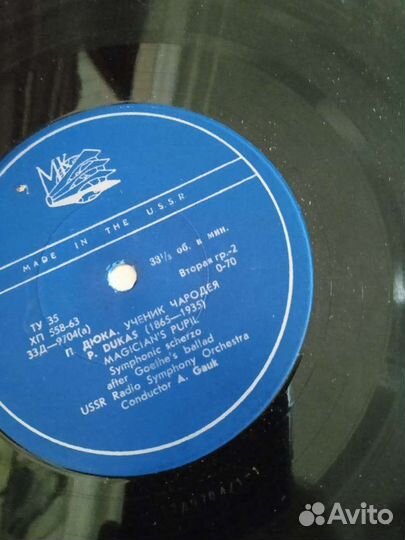 МК
MADE IN THE U.S.S.R
33⅓ об. в мин.
Вторая гр.-2
0-70
ТУ 35
ХП 558-63
33Д—9704(а)
П. ДЮКА. УЧЕНИК ЧАРОДЕЯ
P. DUKAS (1865—1935)
MAGICIAN'S PUPIL
Symphonic scherzo
after Goethe's ballad
USSR Radio Symphony Orchestra
Conductor A. Gauk
Avito